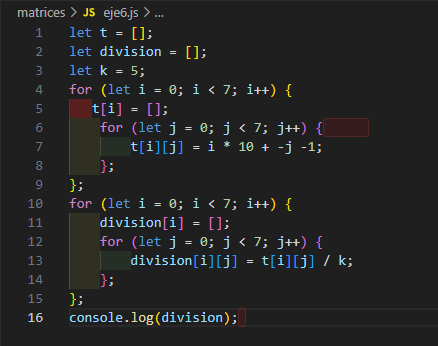 matrices > JS eje6.js > ...
1 let t = [];
2 let division = [];
3 let k = 5;
4 for (let i = 0; i < 7; i++) {
5 t[i] = [];
6 for (let j = 0; j < 7; j++) {
7 t[i][j] = i * 10 + -j -1;
8 };
9 };
10 for (let i = 0; i < 7; i++) {
11 division[i] = [];
12 for (let j = 0; j < 7; j++) {
13 division[i][j] = t[i][j] / k;
14 };
15 };
16 console.log(division);